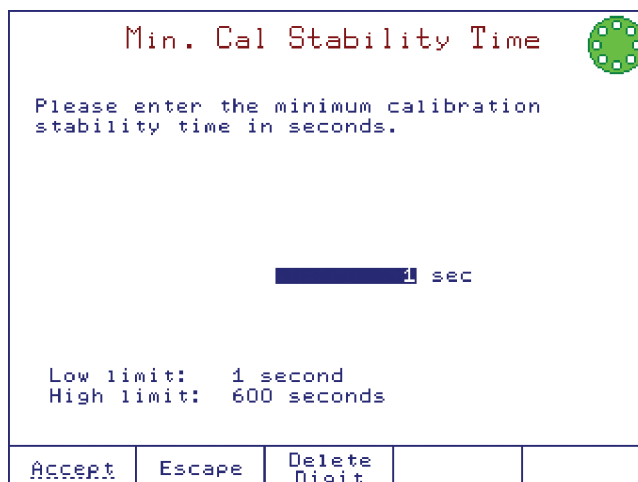 Min. Cal Stability Time
Please enter the minimum calibration
stability time in seconds.
1 sec
Low limit: 1 second
High limit: 600 seconds
Accept
Escape
Delete
Digit